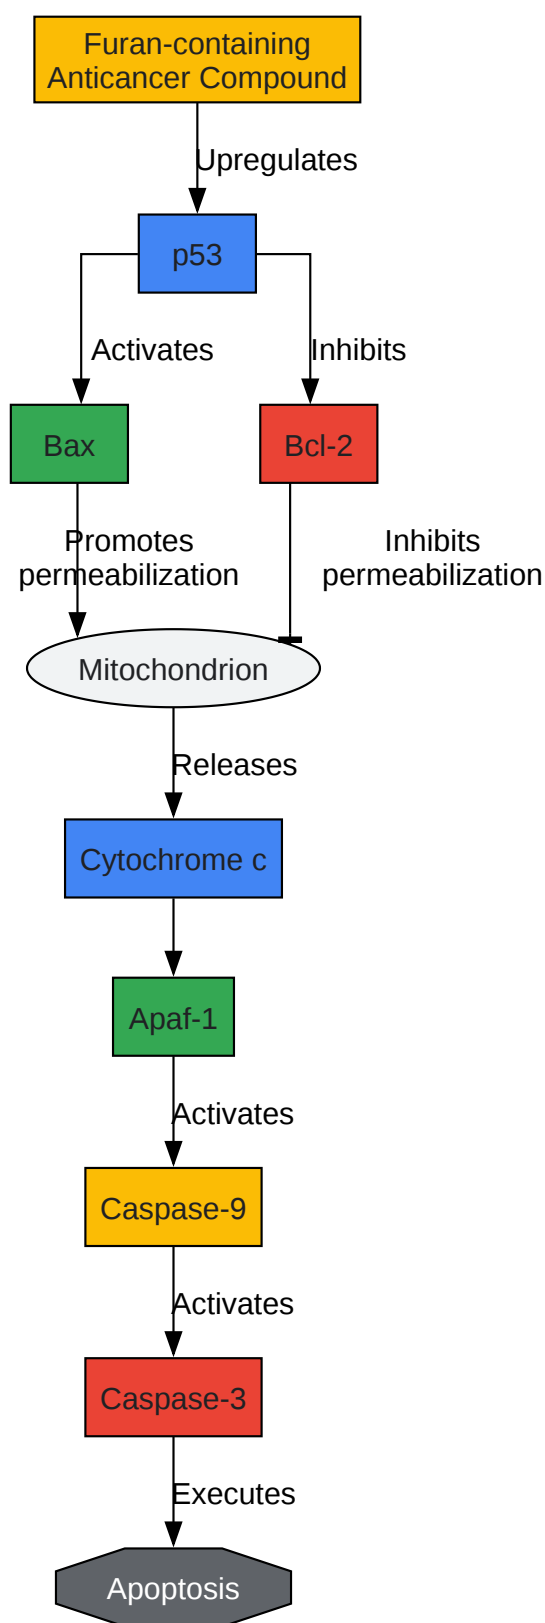 Furan-containing
Anticancer Compound
Upregulates
p53
Activates
Inhibits
Bax
Bcl-2
Promotes
permeabilization
Inhibits
permeabilization
Mitochondrion
Releases
Cytochrome c
Apaf-1
Activates
Caspase-9
Activates
Caspase-3
Executes
Apoptosis